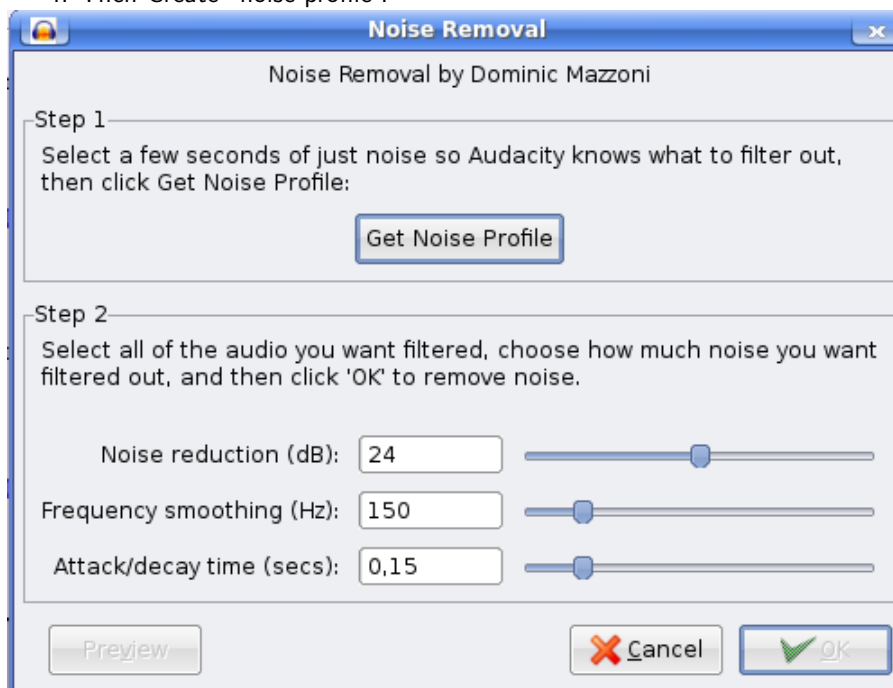 Noise Removal
Noise Removal by Dominic Mazzoni
Step 1
Select a few seconds of just noise so Audacity knows what to filter out,
then click Get Noise Profile:
Get Noise Profile
Step 2
Select all of the audio you want filtered, choose how much noise you want
filtered out, and then click 'OK' to remove noise.
Noise reduction (dB): 24
Frequency smoothing (Hz): 150
Attack/decay time (secs): 0,15
Preview Cancel OK